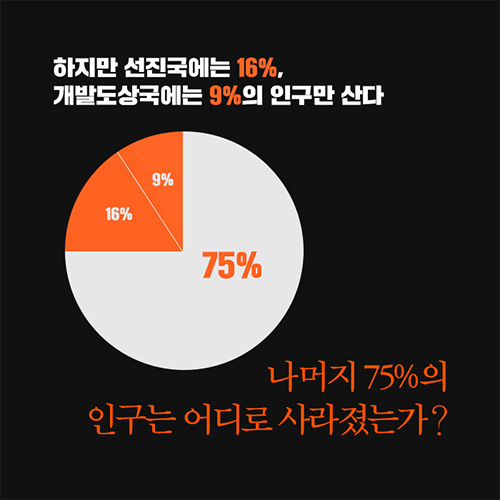 하지만 선진국에는 16%,
개발도상국에는 9%의 인구만 산다
9%
16%
75%
나머지 75%의
인구는 어디로 사라졌는가?